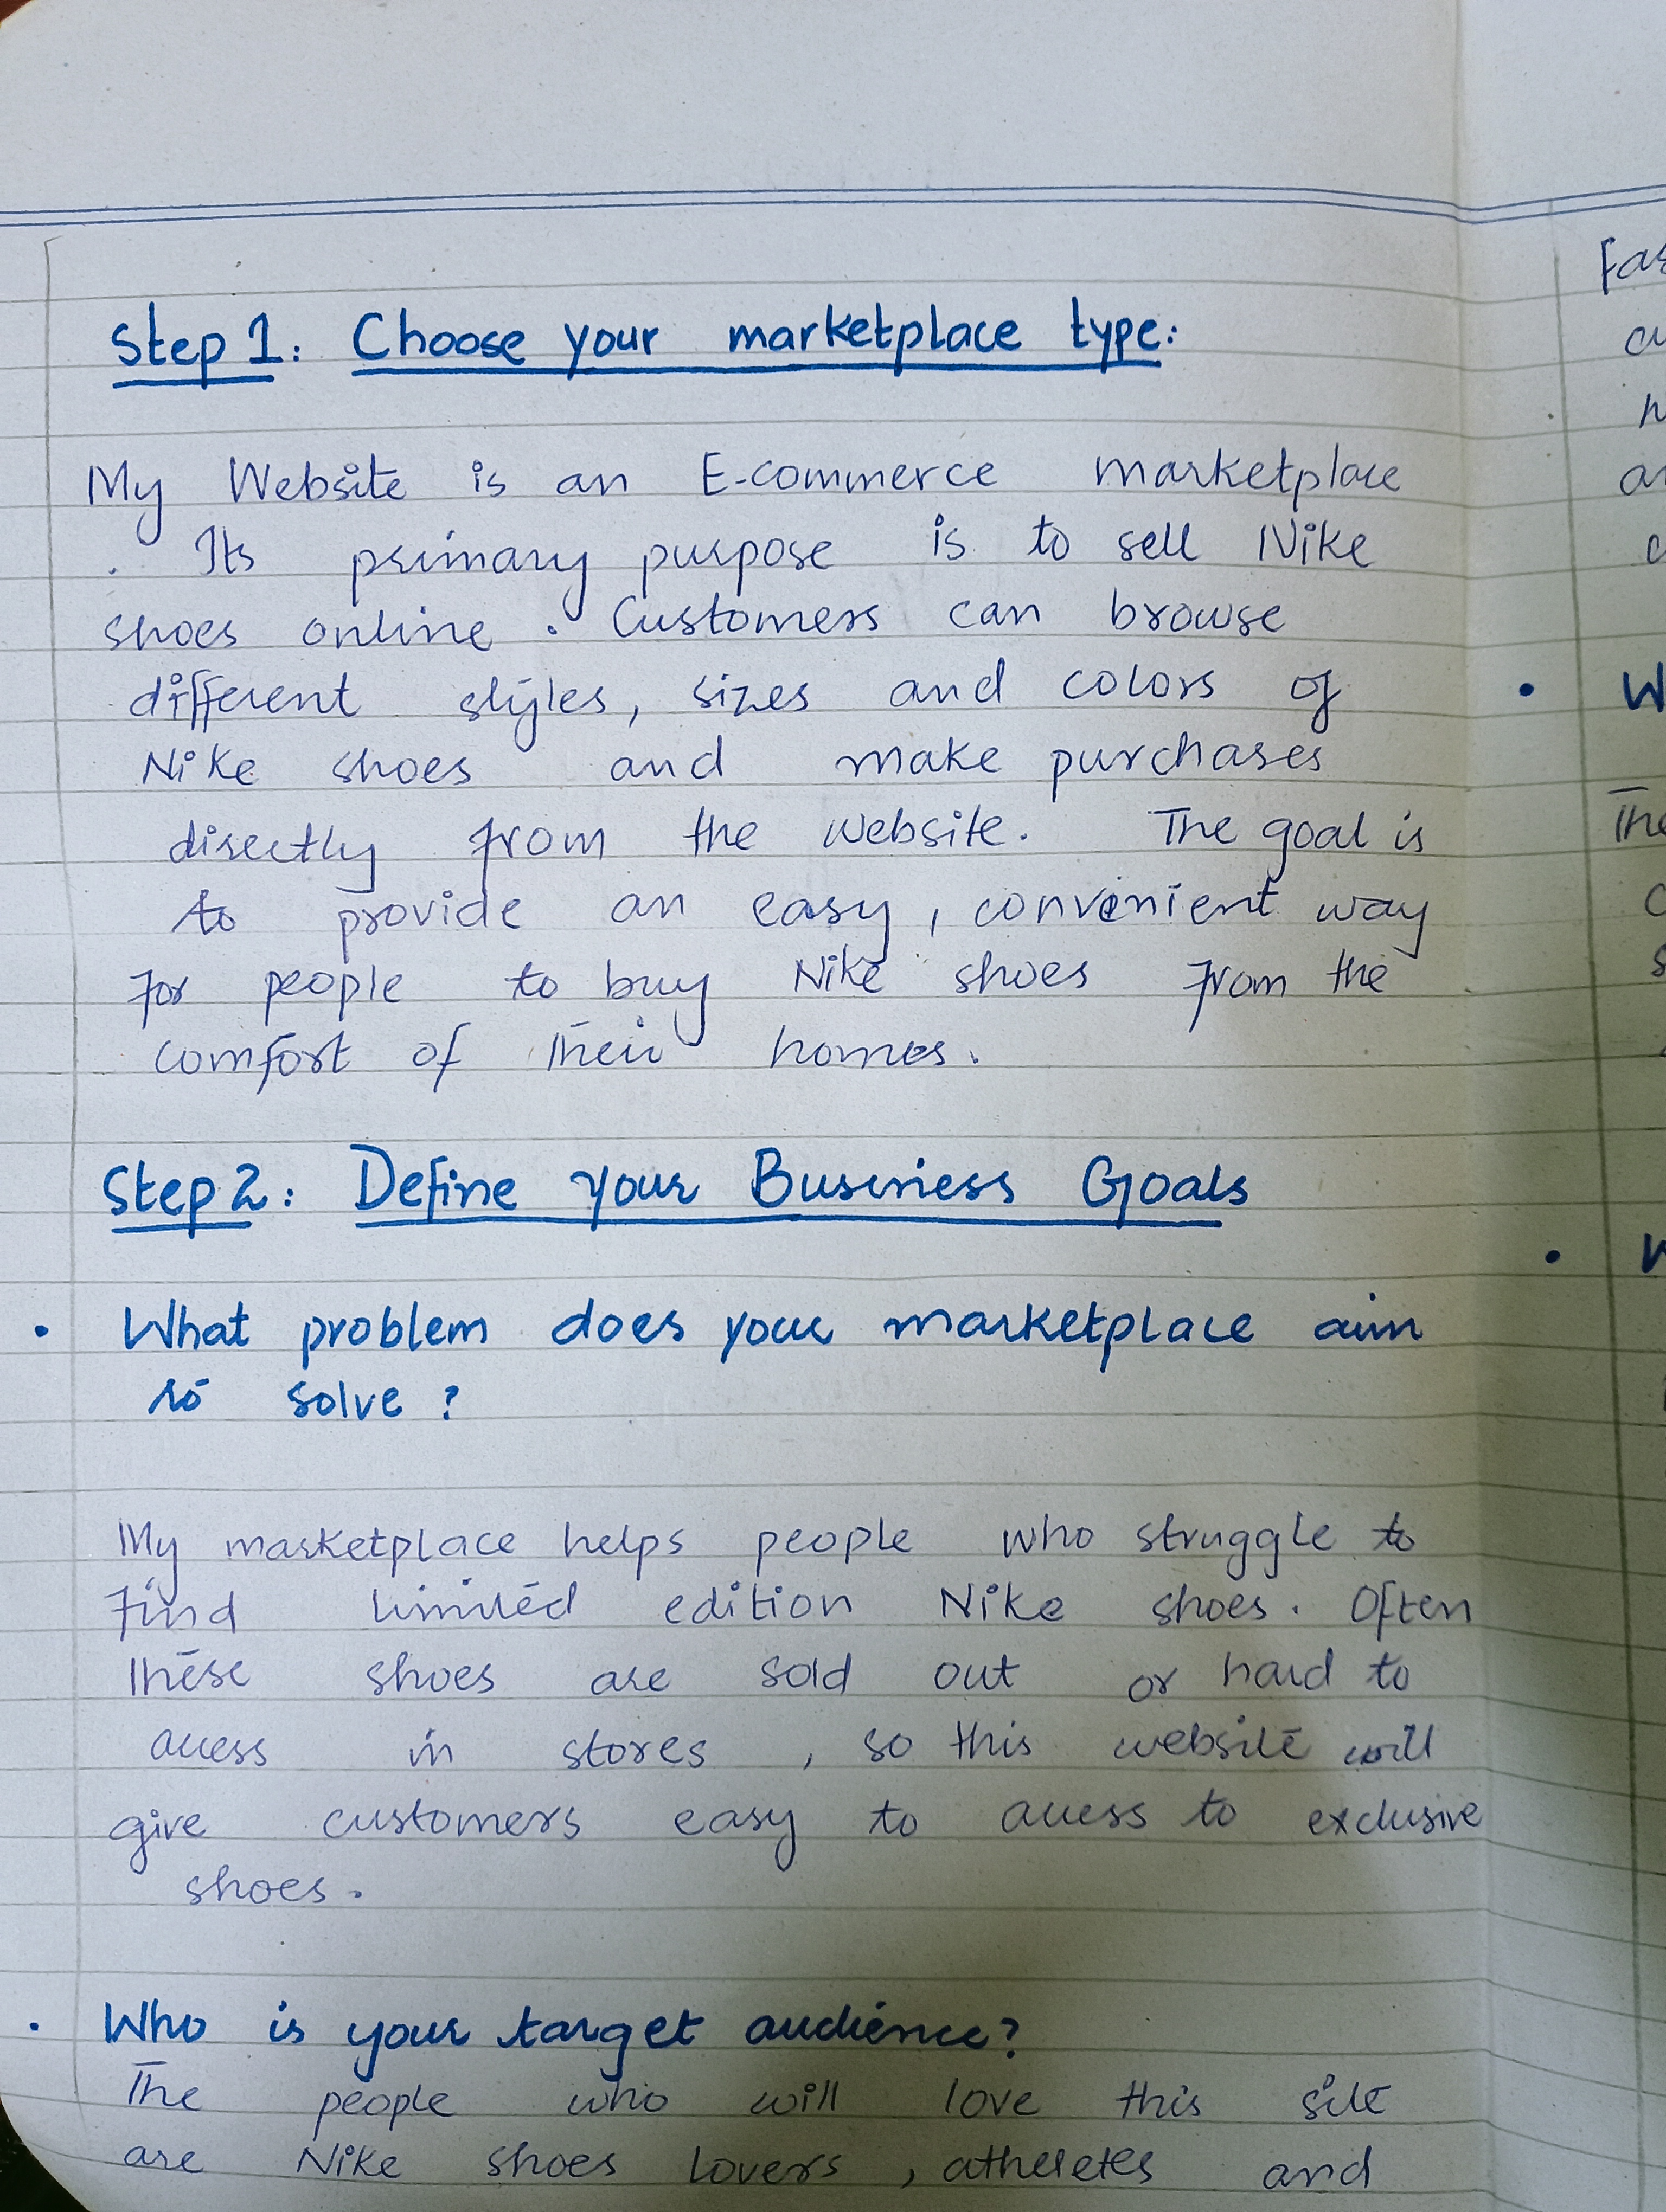 Step 1: Choose your marketplace type:
My Website is an E-commerce marketplace
. Its primary purpose is to sell Nike
shoes online. Customers can browse
different styles, sizes and colors of
Nike shoes and make purchases
directly from the website. The goal is
to provide an easy, convenient way
for people to buy Nike shoes from the
comfort of their homes.
Step 2: Define your Business Goals
• What problem does your marketplace aim
to solve?
My marketplace helps people who struggle to
find limited edition Nike shoes. Often
these shoes are sold out or hard to
access in stores, so this website will
give customers easy to access to exclusive
shoes.
• Who is your target audience?
The people who will love this site
are Nike shoes lovers, atheletes and